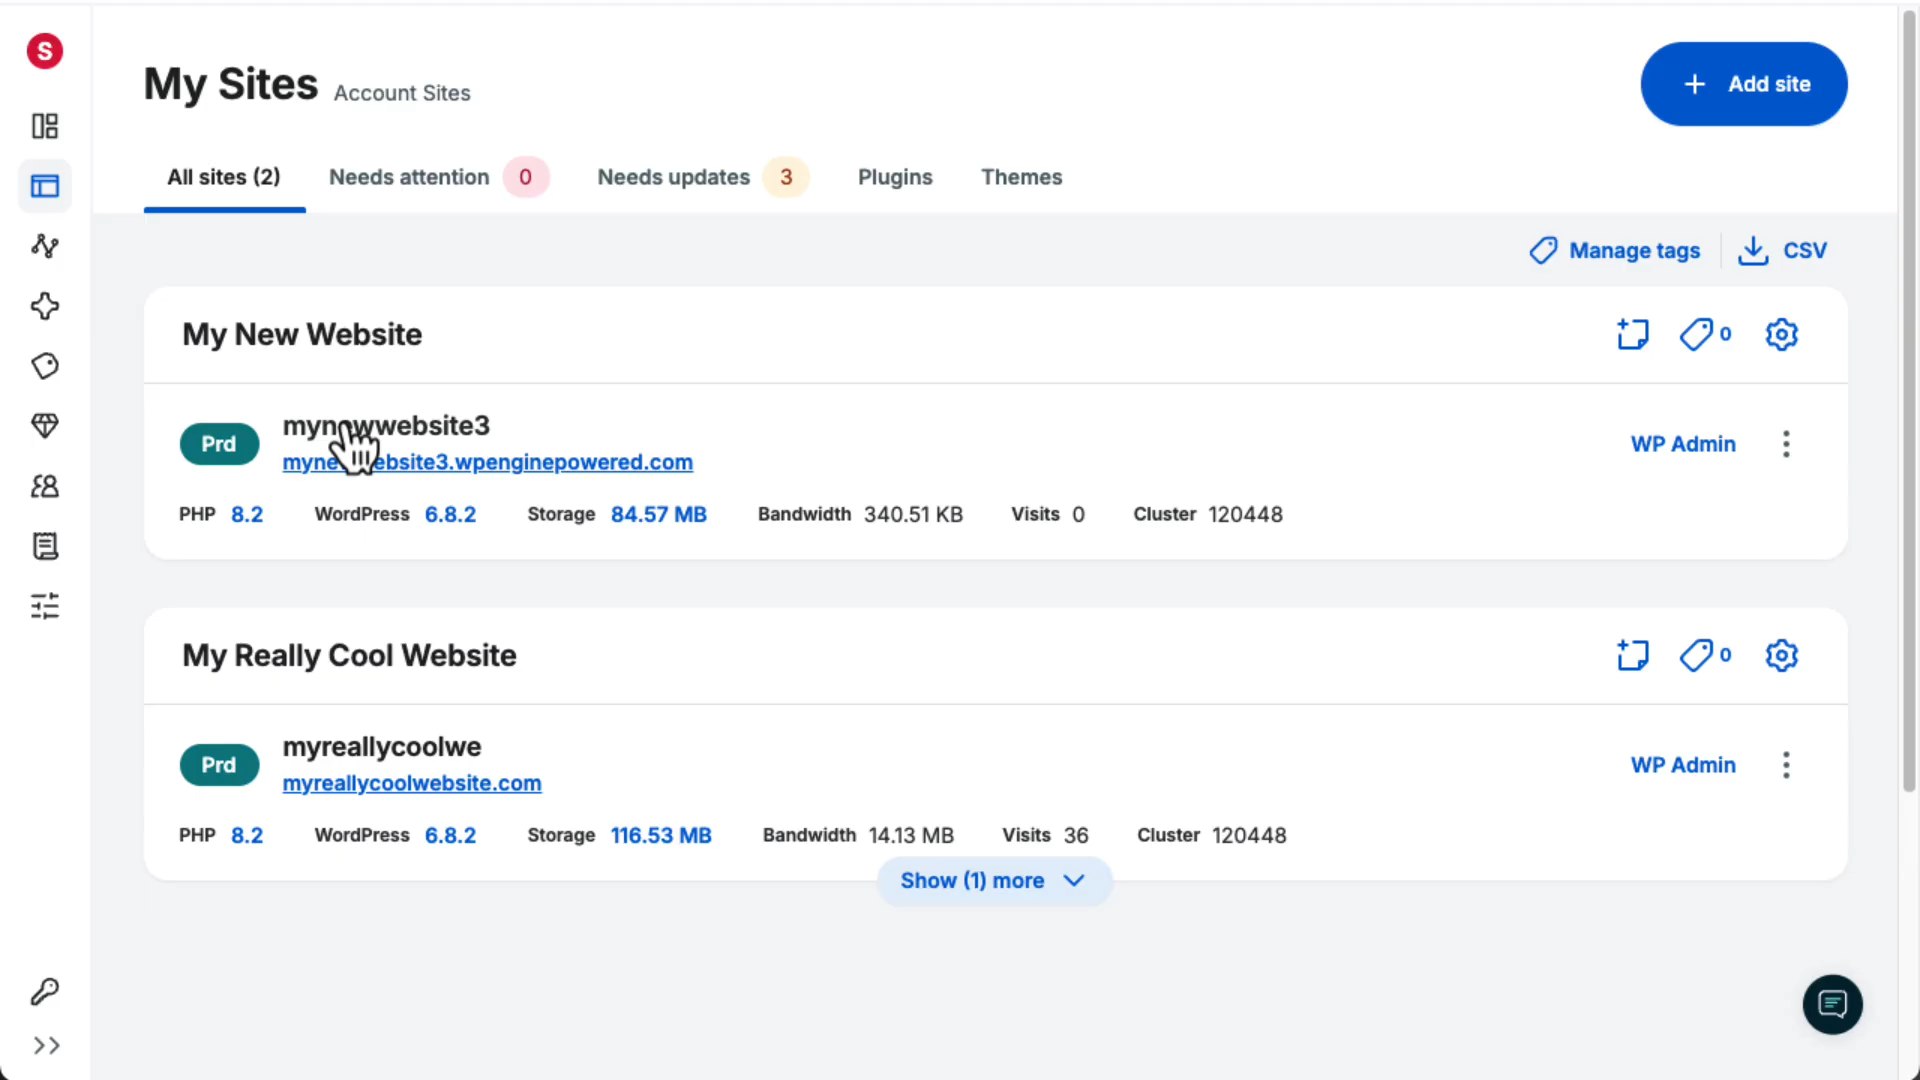 S
My Sites Account Sites
+ Add site
All sites (2) Needs attention 0 Needs updates 3 Plugins Themes
Manage tags CSV
My New Website
0
Prd
mynewwebsite3
mynewwebsite3.wpenginepowered.com
WP Admin
PHP 8.2 WordPress 6.8.2 Storage 84.57 MB Bandwidth 340.51 KB Visits 0 Cluster 120448
My Really Cool Website
0
Prd
myreallycoolwe
myreallycoolwebsite.com
WP Admin
PHP 8.2 WordPress 6.8.2 Storage 116.53 MB Bandwidth 14.13 MB Visits 36 Cluster 120448
Show (1) more